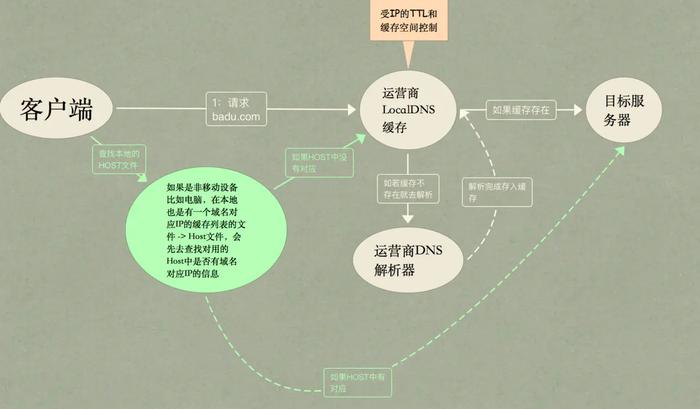 受IP的TTL和
缓存空间控制
客户端
1：请求
badu.com
运营商
LocalDNS
缓存
如果缓存存在
目标服
务器
查找本地的
HOST文件
如果HOST中没
有对应
如果是非移动设备
比如电脑，在本地
也是有一个域名对
应IP的缓存列表的文
件 -> Host文件，会
先去查找对用的
Host中是否有域名
对应IP的信息
如若缓存不
存在就去解析
解析完成存入缓
存
运营商DNS
解析器
如果HOST中有
对应